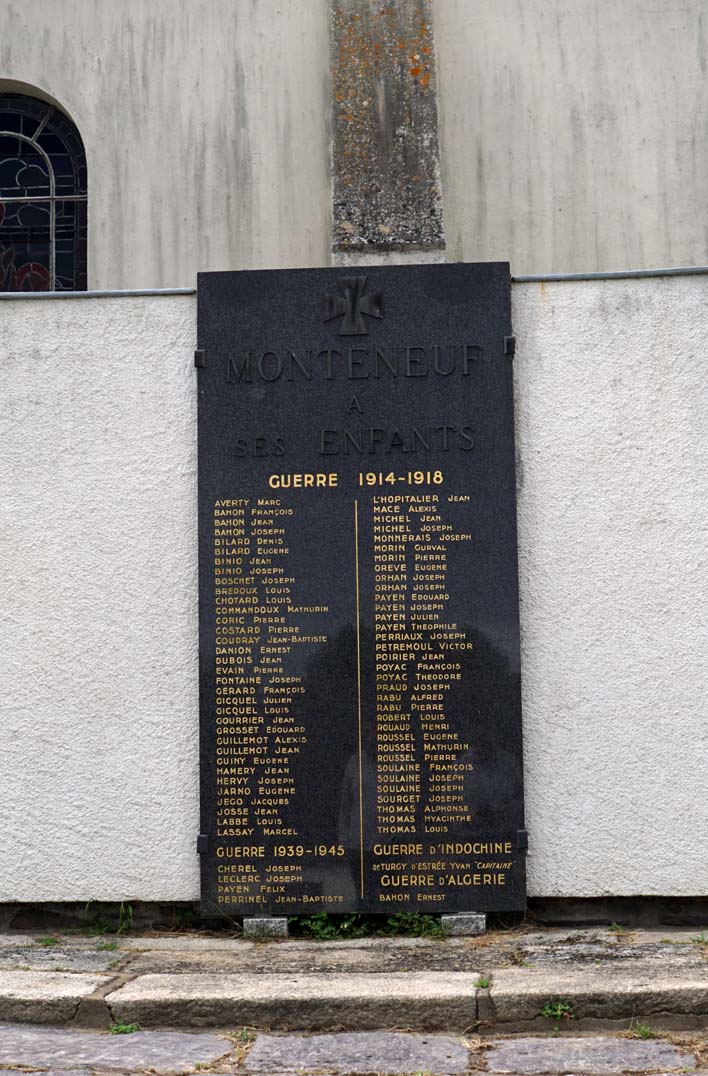 MONTENEUF
A
SES ENFANTS
GUERRE 1914-1918
AVERTY MARC
BAHON FRANÇOIS
BAHON JEAN
BAHON JOSEPH
BILARD DENIS
BILARD EUGENE
BINIO JEAN
BINIO JOSEPH
BOSCHET JOSEPH
BREDOUX LOUIS
CHOTARD LOUIS
COMMANDOUX MATHURIN
CORIC PIERRE
COSTARD PIERRE
COUDRAY JEAN-BAPTISTE
DANION ERNEST
DUBOIS JEAN
EVAIN PIERRE
FONTAINE JOSEPH
GERARD FRANÇOIS
GICQUEL JULIEN
GICQUEL LOUIS
GOURRIER JEAN
GROSSET EDOUARD
GUILLEMOT ALEXIS
GUILLEMOT JEAN
GUINY EUGENE
HAMERY JEAN
HERVY JOSEPH
JARNO EUGENE
JEGO JACQUES
JOSSE JEAN
LABBE LOUIS
LASSAY MARCEL
L'HOPITALIER JEAN
MACE ALEXIS
MICHEL JEAN
MICHEL JOSEPH
MONNERAIS JOSEPH
MORIN GURVAL
MORIN PIERRE
OREVE EUGENE
ORHAN JOSEPH
ORHAN JOSEPH
PAYEN EDOUARD
PAYEN JOSEPH
PAYEN JULIEN
PAYEN THEOPHILE
PERRIAUX JOSEPH
PETREMOUL VICTOR
POIRIER JEAN
POYAC FRANÇOIS
POYAC THEODORE
PRAUD JOSEPH
RABU ALFRED
RABU PIERRE
ROBERT LOUIS
ROUAUD HENRI
ROUSSEL EUGENE
ROUSSEL MATHURIN
ROUSSEL PIERRE
SOULAINE FRANÇOIS
SOULAINE JOSEPH
SOULAINE JOSEPH
SOURGET JOSEPH
THOMAS ALPHONSE
THOMAS HYACINTHE
THOMAS LOUIS
GUERRE 1939-1945
CHEREL JOSEPH
LECLERC JOSEPH
PAYEN FELIX
PERRINEL JEAN-BAPTISTE
GUERRE D'INDOCHINE
DE TURGY D'ESTRÉE YVAN "CAPITAINE"
GUERRE D'ALGERIE
BAHON ERNEST